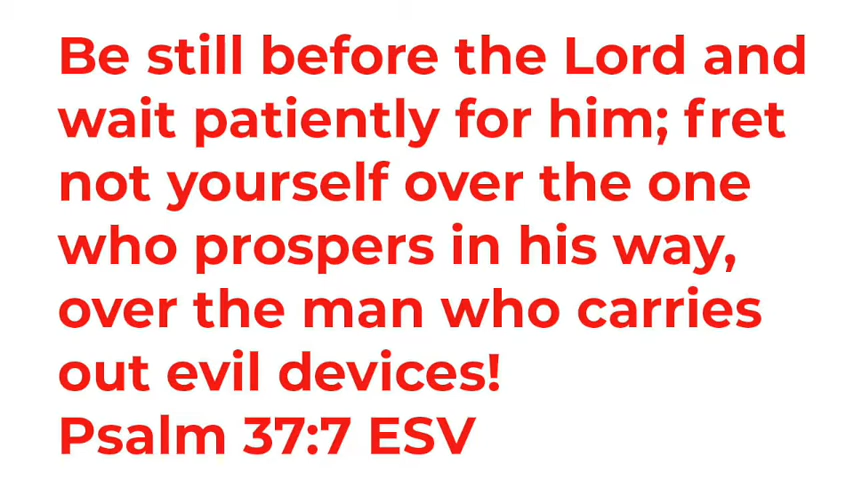 Be still before the Lord and
wait patiently for him; fret
not yourself over the one
who prospers in his way,
over the man who carries
out evil devices!
Psalm 37:7 ESV